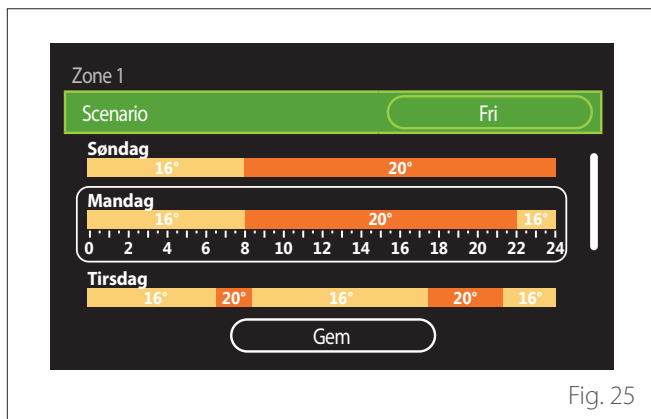 Zone 1
Scenario Fri
Søndag
16° 20°
Mandag
16° 20° 16°
0 2 4 6 8 10 12 14 16 18 20 22 24
Tirsdag
16° 20° 16° 20° 16°
Gem
Fig. 25